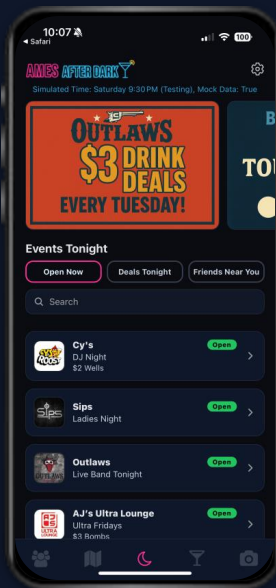 10:07
◀ Safari
100
AMES AFTER DARK
Simulated Time: Saturday 9:30 PM (Testing), Mock Data: True
OUTLAWS
$3 DRINK
DEALS
EVERY TUESDAY!
B
TOU
Events Tonight
Open Now
Deals Tonight
Friends Near You
Search
Cy's
Open
DJ Night
$2 Wells
Sips
Open
Ladies Night
Outlaws
Open
Live Band Tonight
AJ's Ultra Lounge
Open
Ultra Fridays
$3 Bombs